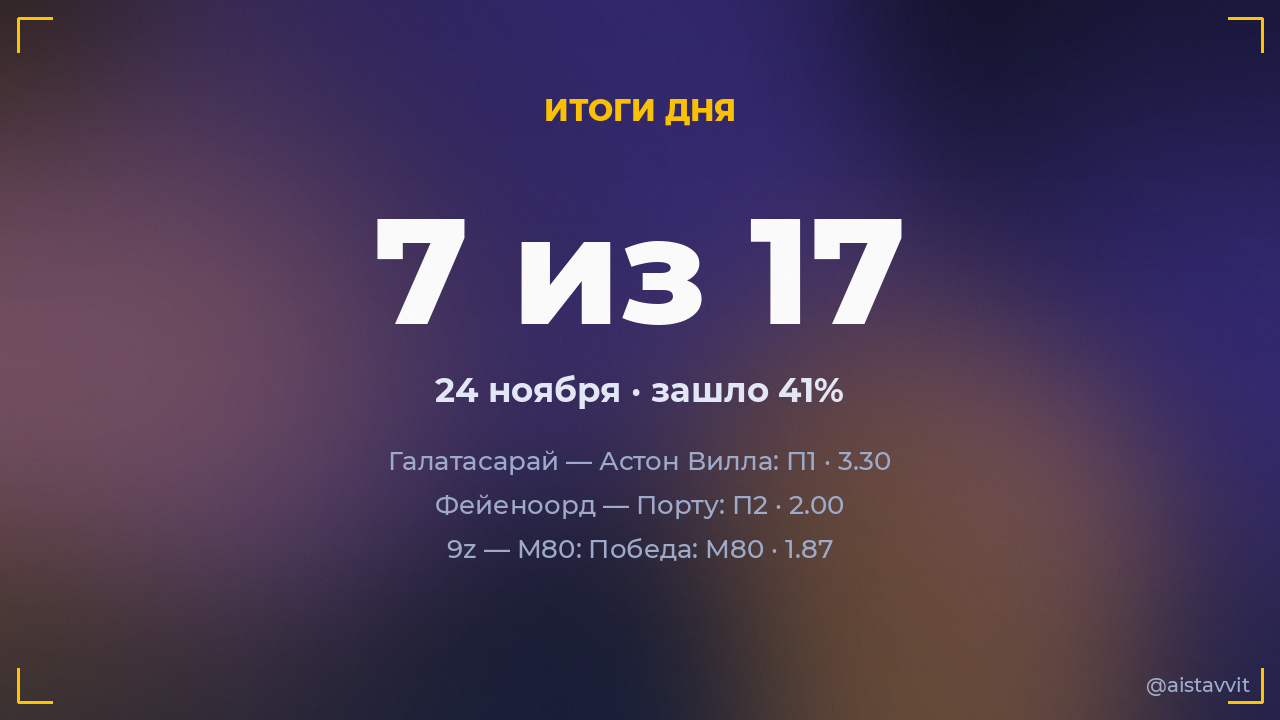 ИТОГИ ДНЯ
7 из 17
24 ноября · зашло 41%
Галатасарай — Астон Вилла: П1 · 3.30
Фейеноорд — Порту: П2 · 2.00
9z — M80: Победа: M80 · 1.87
@aistavvit